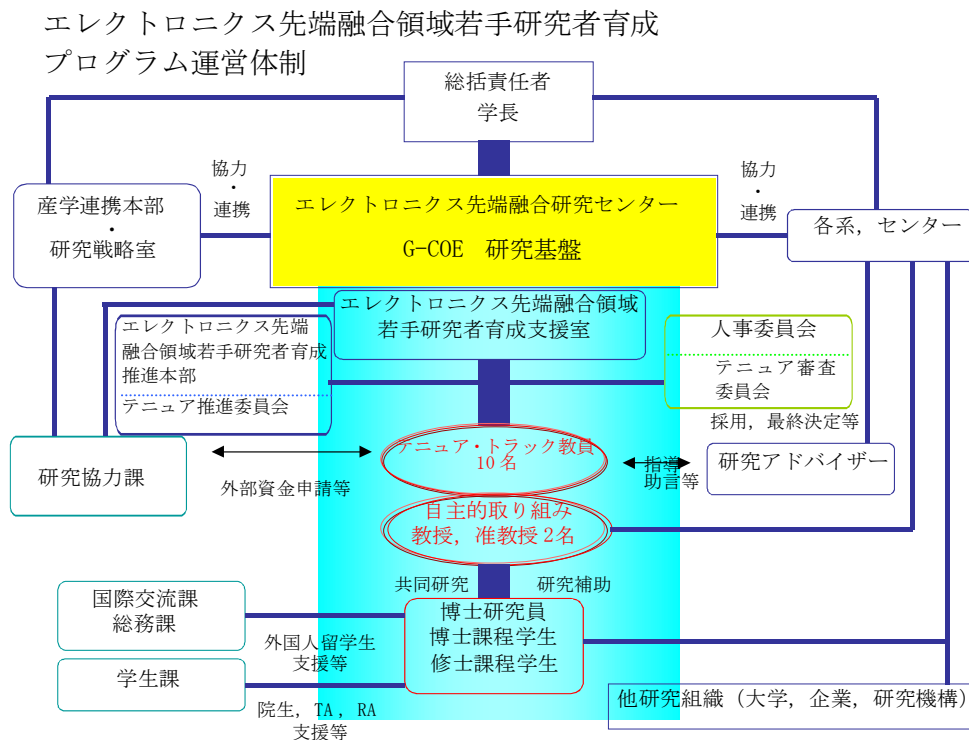 エレクトロニクス先端融合領域若手研究者育成
プログラム運営体制
総括責任者
学長
協力
・
連携
協力
・
連携
産学連携本部
・
研究戦略室
エレクトロニクス先端融合研究センター
G-COE 研究基盤
各系，センター
エレクトロニクス先端融合領域
若手研究者育成支援室
エレクトロニクス先端
融合領域若手研究者育成
推進本部
テニュア推進委員会
人事委員会
テニュア審査
委員会
採用，最終決定等
研究協力課
外部資金申請等
テニュア・トラック教員
10名
指導
助言等
研究アドバイザー
自主的取り組み
教授，准教授2名
共同研究
研究補助
国際交流課
総務課
外国人留学生
支援等
博士研究員
博士課程学生
修士課程学生
学生課
院生，TA，RA
支援等
他研究組織（大学，企業，研究機構）